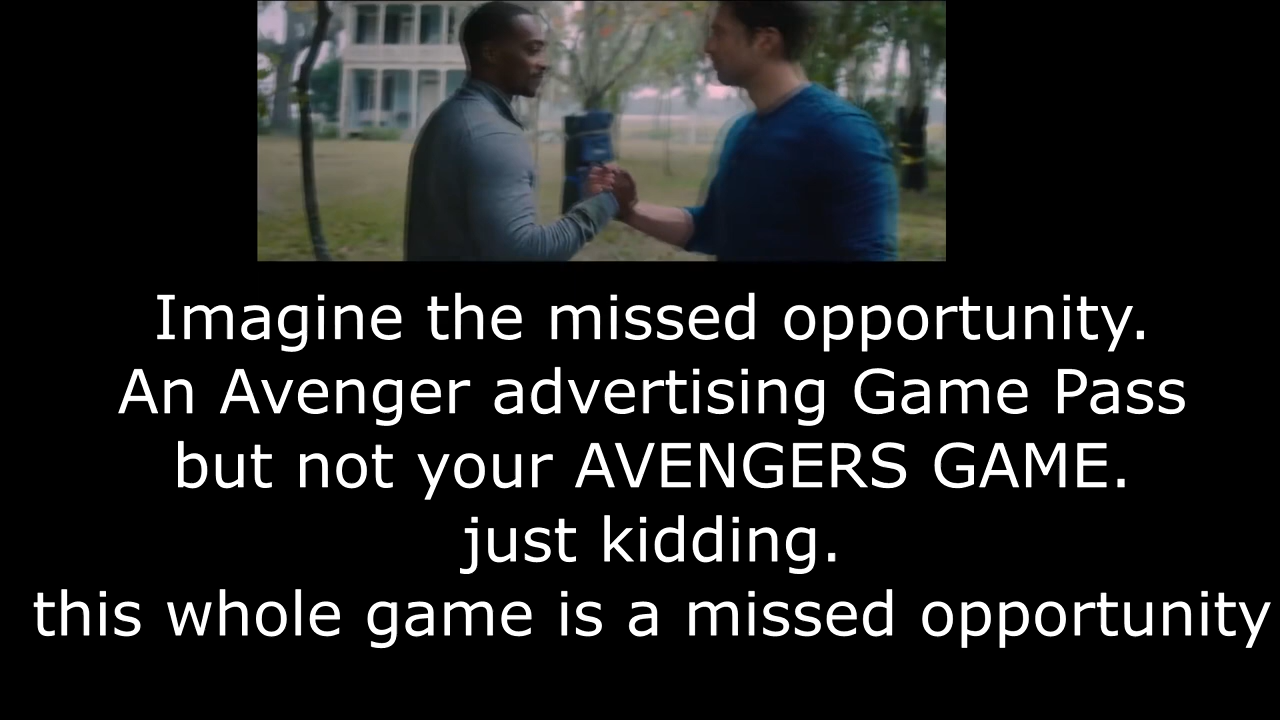 Imagine the missed opportunity.
An Avenger advertising Game Pass
but not your AVENGERS GAME.
just kidding.
this whole game is a missed opportunity